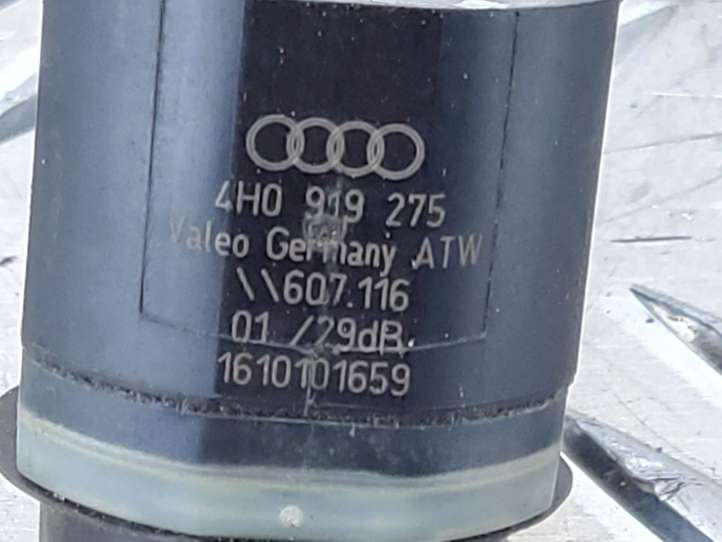 4H0 919 275
Valeo Germany ATW
\\607.116
01 /29dB
1610101659